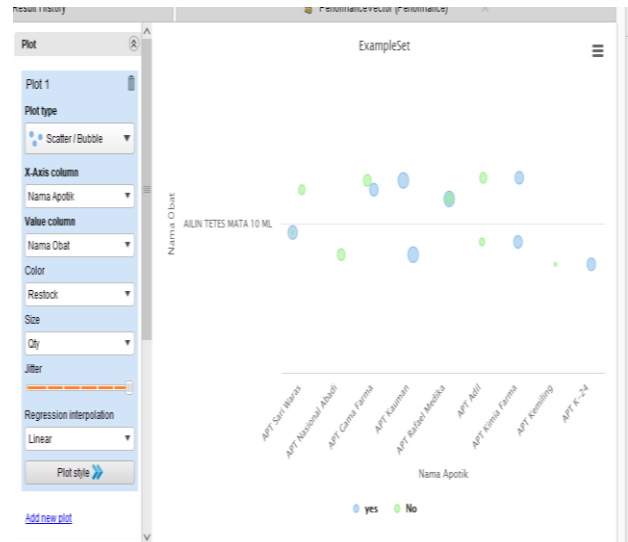 Result History
PerformanceVector (Performance)
Plot
Plot 1
Plot type
Scatter / Bubble
X-Axis column
Nama Apotik
Value column
Nama Obat
Color
Restock
Size
Qty
Jitter
Regression interpolation
Linear
Plot style
Add new plot
ExampleSet
Nama Obat
AILIN TETES MATA 10 ML
APT Sari Waras
APT Nasional Abadi
APT Gama Farma
APT Kauman
APT Rafael Medika
APT Adil
APT Kimia Farma
APT Kemiling
APT K-24
Nama Apotik
yes No